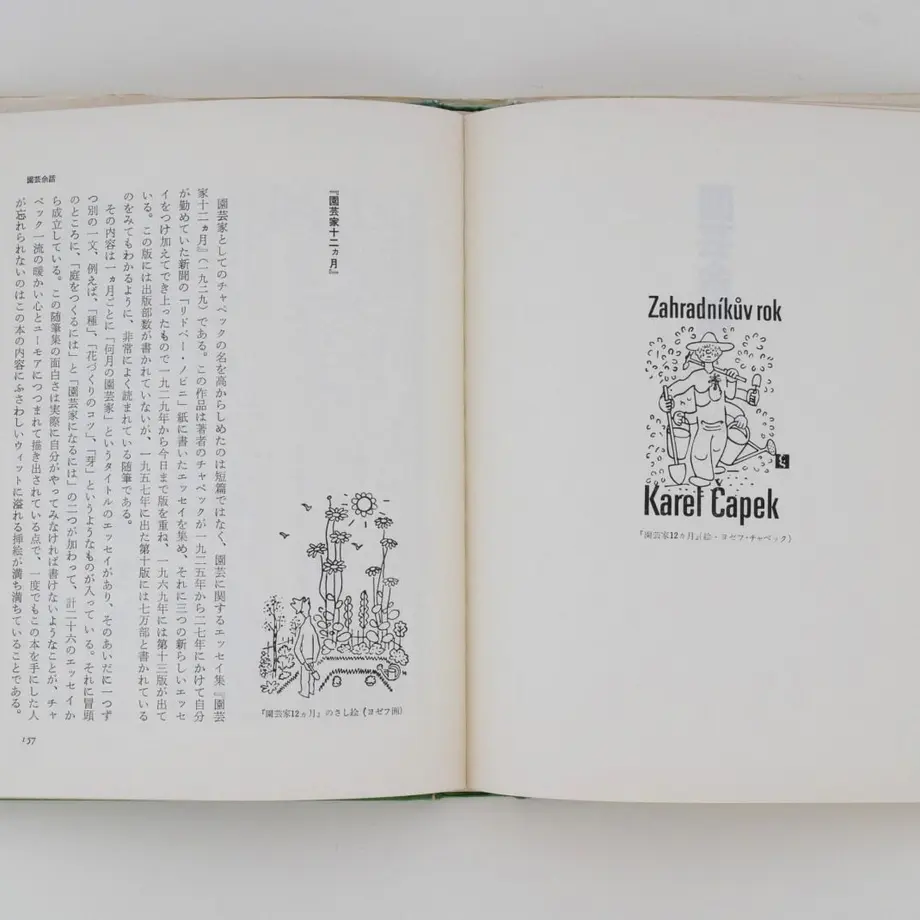 Zahradníkův rok
Karel Čapek
『園芸家12ヵ月』(絵・ヨゼフ・チャペック)
園芸余話
『園芸家十二ヵ月』
園芸家としてのチャペックの名を高からしめたのは短篇ではなく、園芸に関するエッセイ集『園芸
家十二ヵ月』(一九二九)である。この作品は著者のチャペックが一九二五年から二七年にかけて自分
が勤めていた新聞の「リドベー・ノビニ」紙に書いたエッセイを集め、それに三つの新らしいエッセ
イをつけ加えてでき上ったもので一九二九年から今日まで版を重ね、一九六九年には第十三版が出て
いる。この版には出版部数が書かれていないが、一九五七年に出た第十版には七万部と書かれている
のをみてもわかるように、非常によく読まれている随筆である。
その内容は一ヵ月ごとに「何月の園芸家」というタイトルのエッセイがあり、そのあいだに一つず
つ別の一文、例えば、「種」、「花づくりのコツ」、「芽」というようなものが入っている。それに冒頭
のところに、「庭をつくるには」と「園芸家になるには」の二つが加わって、計二十六のエッセイか
ら成立している。この随筆集の面白さは実際に自分がやってみなければ書けないようなことが、チャ
ペック一流の暖かい心とユーモアにつつまれて描き出されている点で、一度でもこの本を手にした人
が忘れられないのはこの本の内容にふさわしいウィットに溢れる挿絵が満ち満ちていることである。
『園芸家12ヵ月』のさし絵(ヨゼフ画)
157